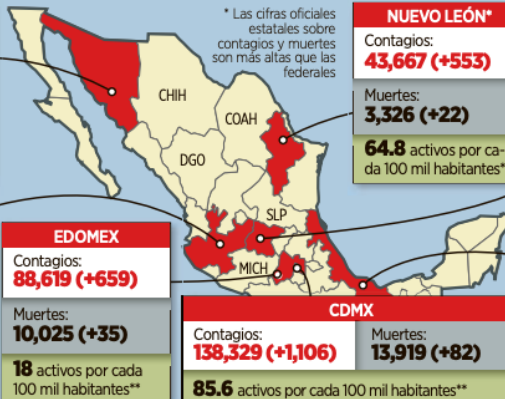 * Las cifras oficiales
estatales sobre
contagios y muertes
son más altas que las
federales
NUEVO LEÓN*
Contagios:
43,667 (+553)
Muertes:
3,326 (+22)
64.8 activos por ca-
da 100 mil habitantes*
CHIH
COAH
DGO
SLP
MICH
EDOMEX
Contagios:
88,619 (+659)
Muertes:
10,025 (+35)
18 activos por cada
100 mil habitantes**
CDMX
Contagios:
138,329 (+1,106)
Muertes:
13,919 (+82)
85.6 activos por cada 100 mil habitantes**